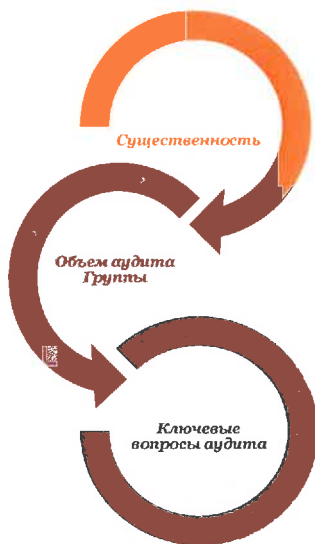 Существенность
Объем аудита
Группы
Ключевые
вопросы аудита